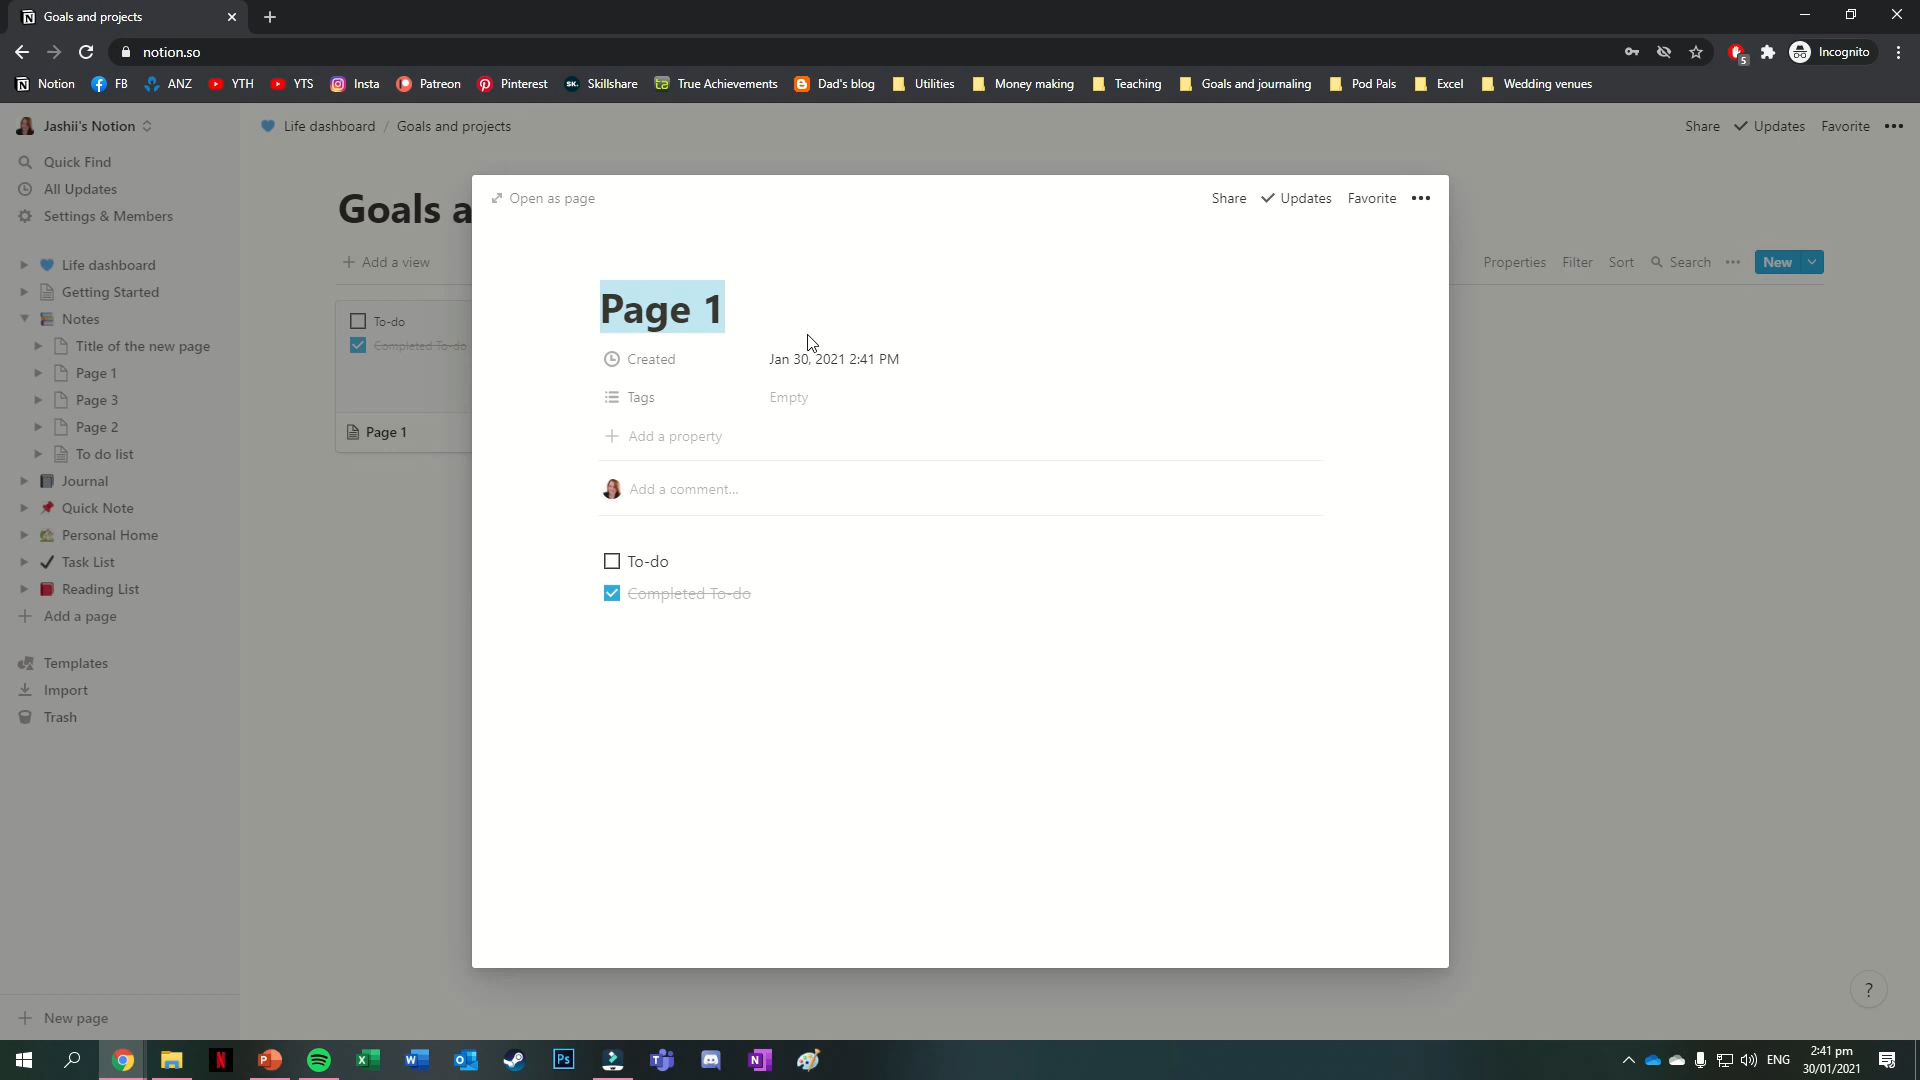 Goals and projects
notion.so
5
Incognito
Notion FB ANZ YTH YTS Insta Patreon Pinterest Skillshare True Achievements Dad's blog Utilities Money making Teaching Goals and journaling Pod Pals Excel Wedding venues
Jashii's Notion
Life dashboard / Goals and projects
Share Updates Favorite
Quick Find
All Updates
Settings & Members
Life dashboard
Getting Started
Notes
Title of the new page
Page 1
Page 3
Page 2
To do list
Journal
Quick Note
Personal Home
Task List
Reading List
Add a page
Templates
Import
Trash
New page
Goals a
Add a view
Properties Filter Sort Search New
To-do
Completed To-do
Page 1
Open as page
Share Updates Favorite
Page 1
Created Jan 30, 2021 2:41 PM
Tags Empty
Add a property
Add a comment...
To-do
Completed To-do
?
ENG
2:41 pm
30/01/2021